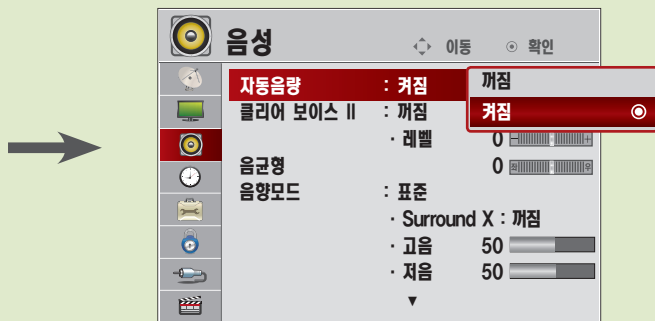 음성 이동 확인
자동음량 : 켜짐
꺼짐
켜짐
클리어 보이스 II : 꺼짐
· 레벨 0 - +
음균형 0 좌 우
음향모드 : 표준
· Surround X : 꺼짐
· 고음 50
· 저음 50
▼